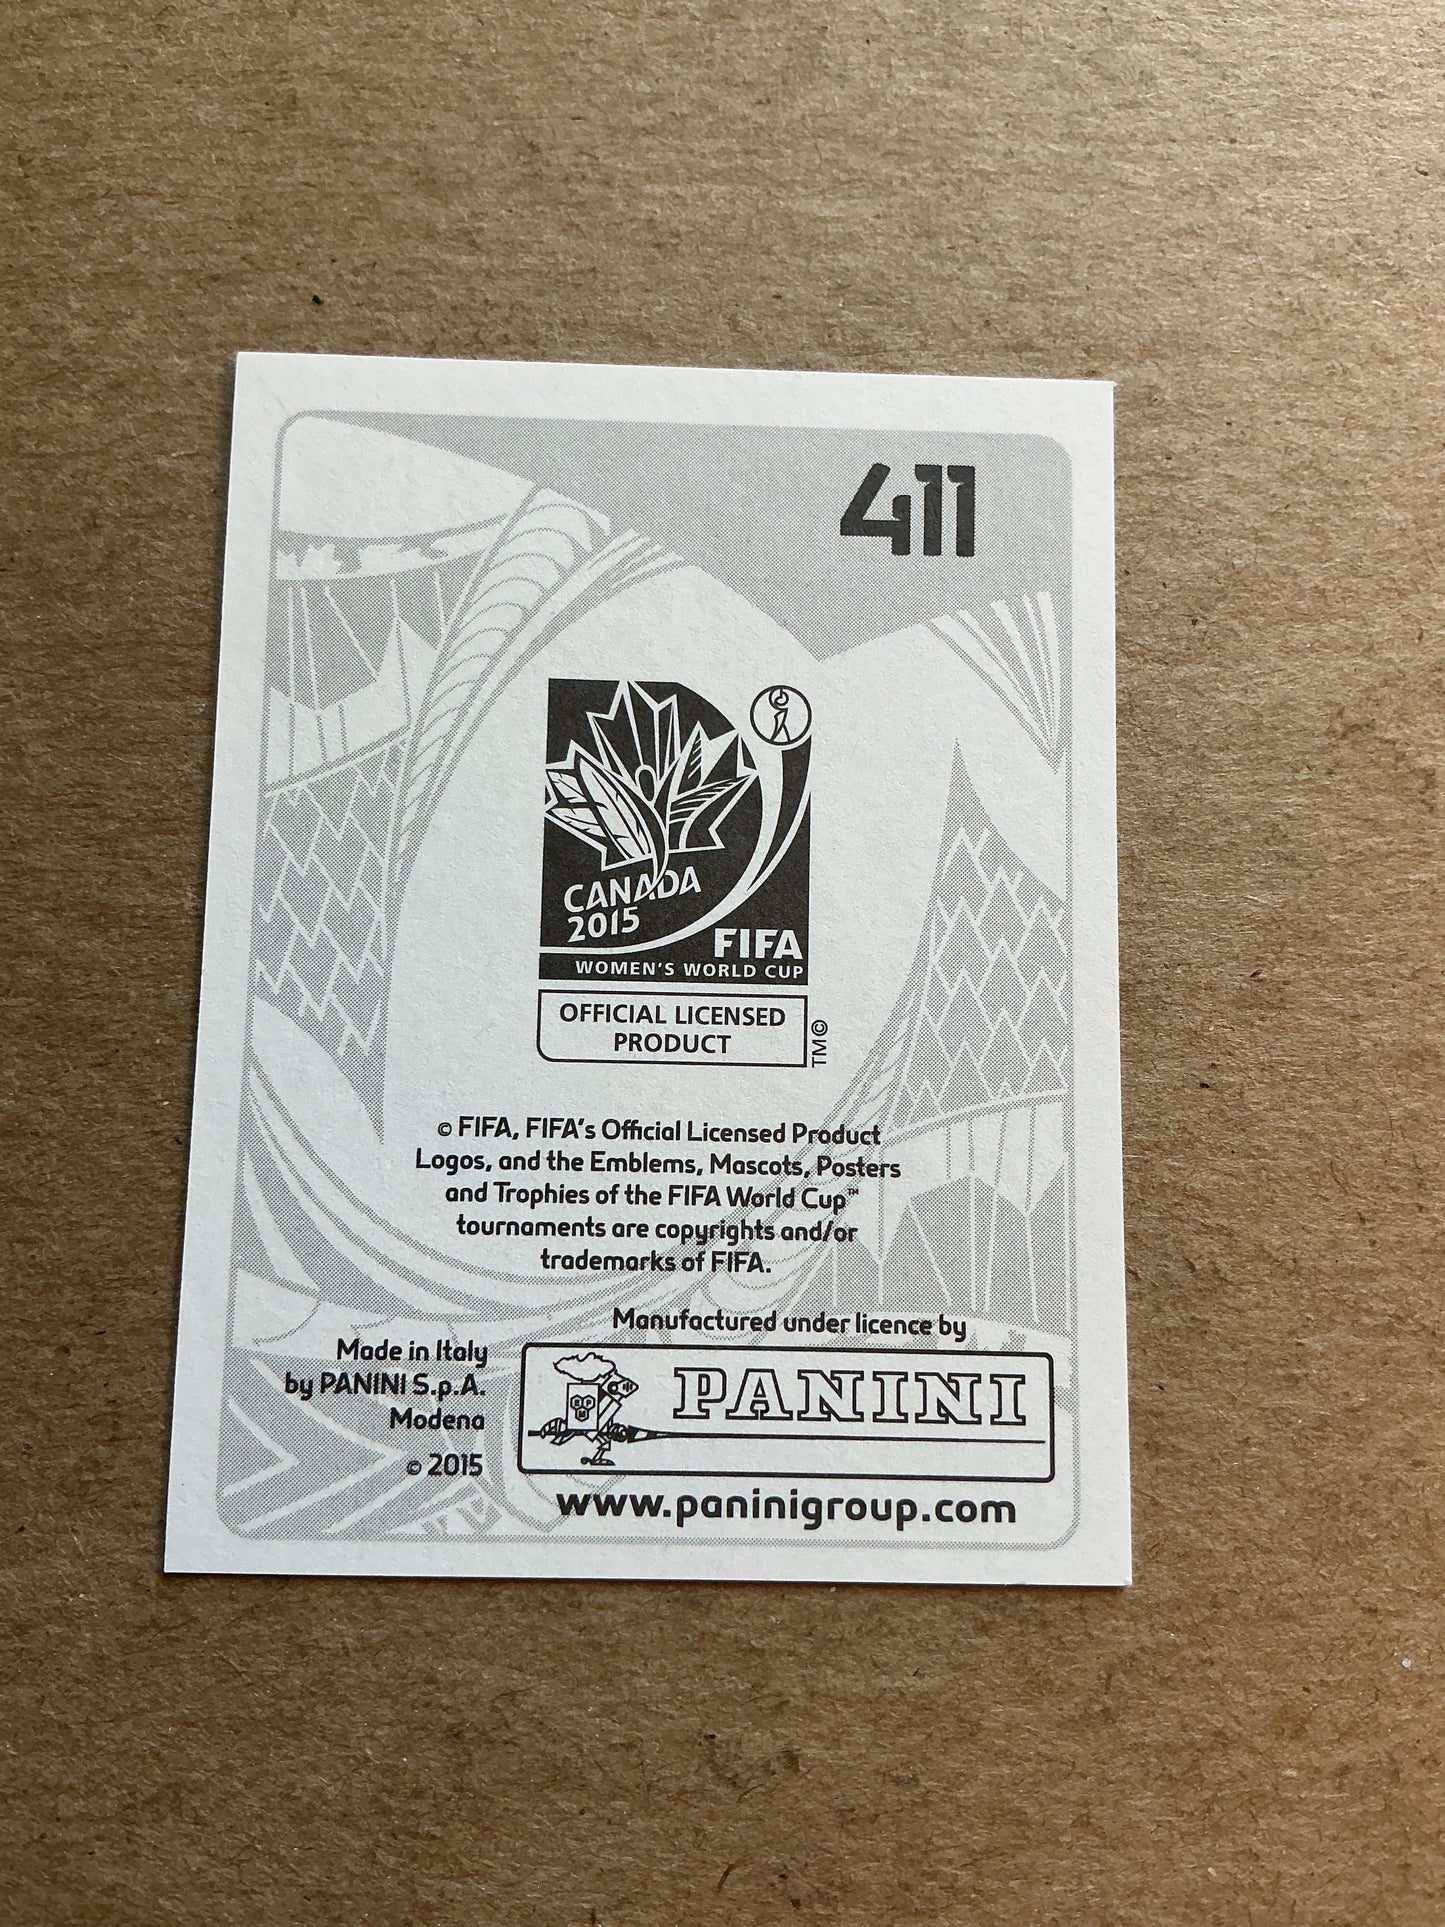 411
CANADA
2015
FIFA
WOMEN'S WORLD CUP
OFFICIAL LICENSED
PRODUCT
TM©
© FIFA, FIFA's Official Licensed Product
Logos, and the Emblems, Mascots, Posters
and Trophies of the FIFA World Cup™
tournaments are copyrights and/or
trademarks of FIFA.
Manufactured under licence by
Made in Italy
by PANINI S.p.A.
Modena
© 2015
PANINI
www.paninigroup.com